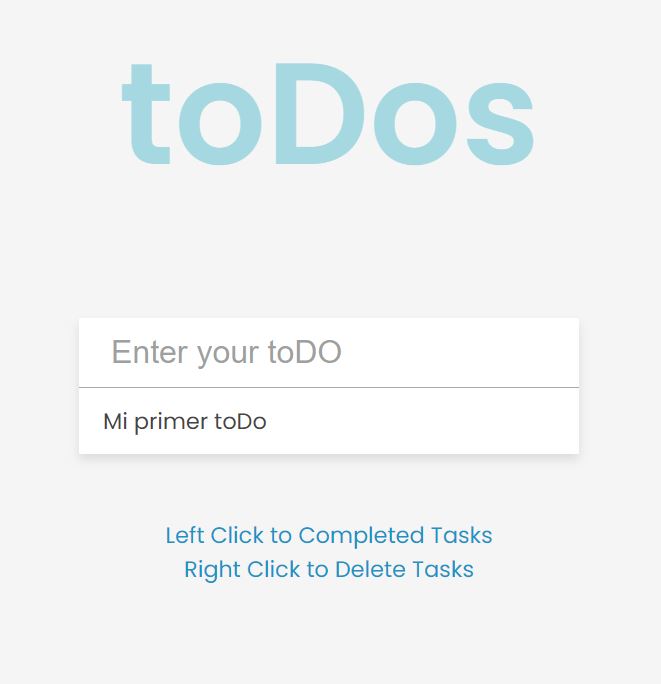 toDos
Enter your toDO
Mi primer toDo
Left Click to Completed Tasks
Right Click to Delete Tasks